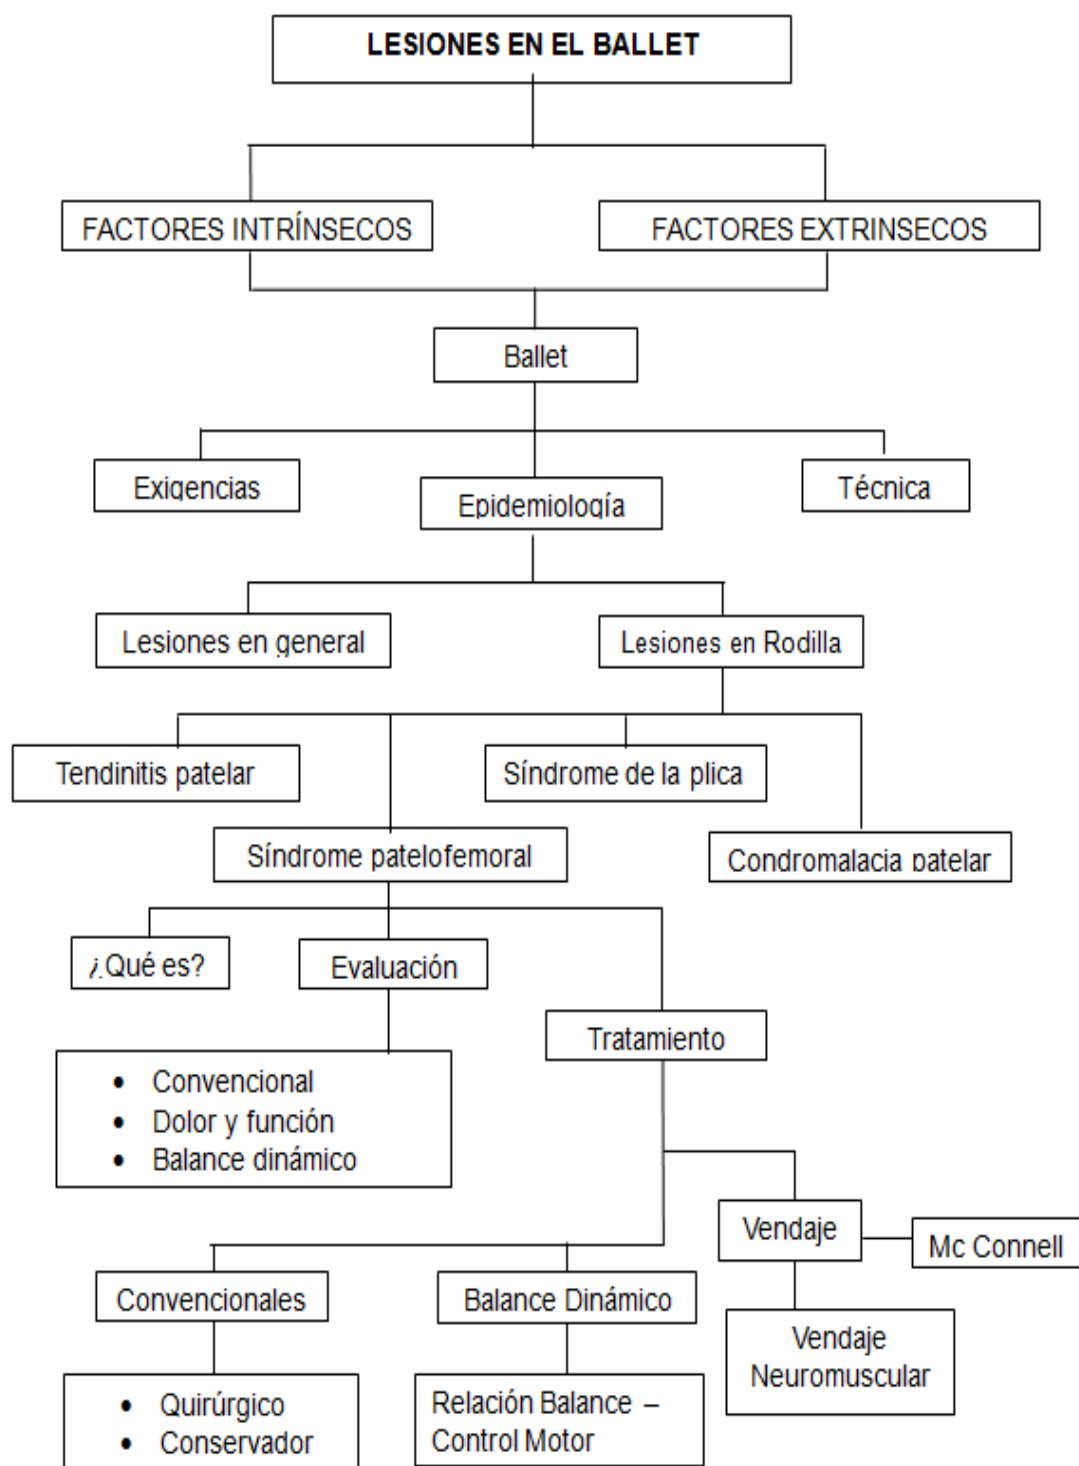 LESIONES EN EL BALLET
FACTORES INTRÍNSECOS
FACTORES EXTRINSECOS
Ballet
Exigencias
Epidemiología
Técnica
Lesiones en general
Lesiones en Rodilla
Tendinitis patelar
Síndrome de la plica
Síndrome patelofemoral
Condromalacia patelar
¿Qué es?
Evaluación
Tratamiento
• Convencional
• Dolor y función
• Balance dinámico
Vendaje
Mc Connell
Convencionales
Balance Dinámico
Vendaje
Neuromuscular
• Quirúrgico
• Conservador
Relación Balance –
Control Motor